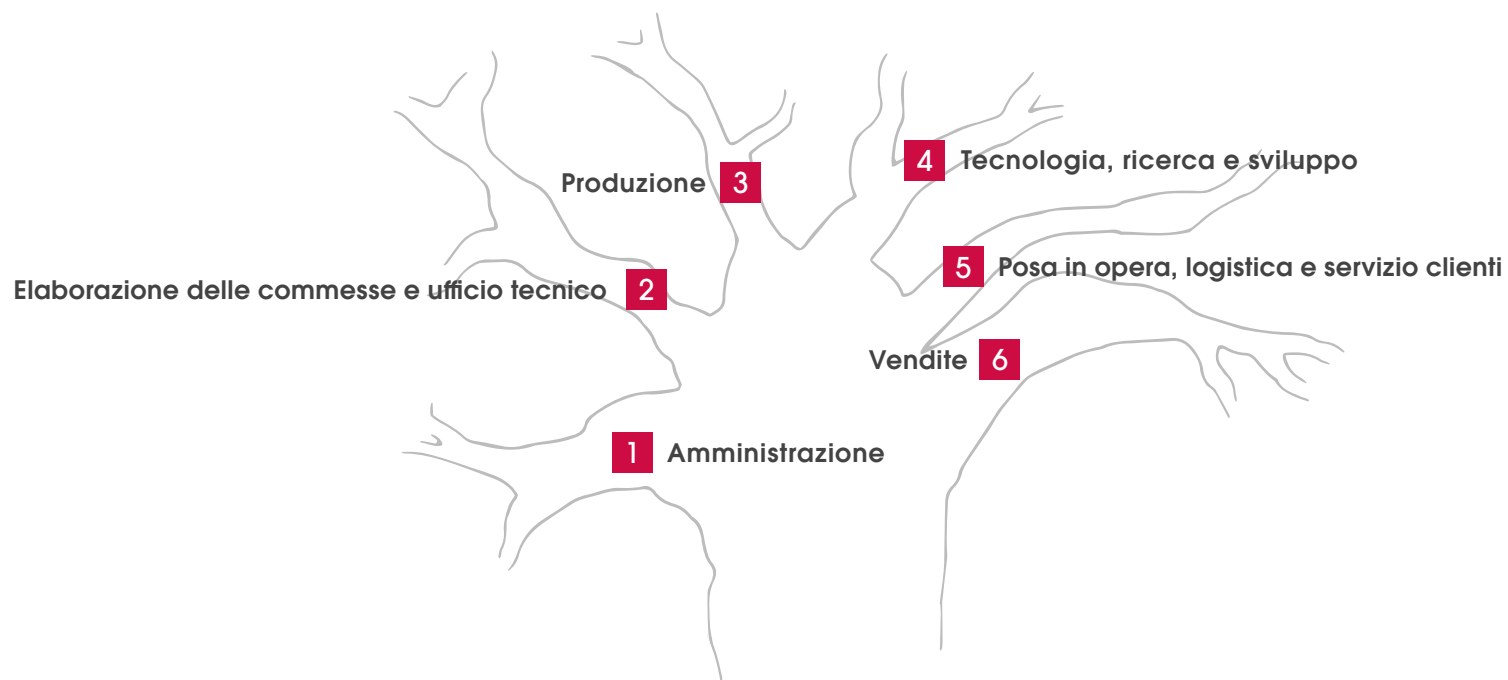 4 Tecnologia, ricerca e sviluppo
Produzione 3
5 Posa in opera, logistica e servizio clienti
Elaborazione delle commesse e ufficio tecnico 2
Vendite 6
1 Amministrazione